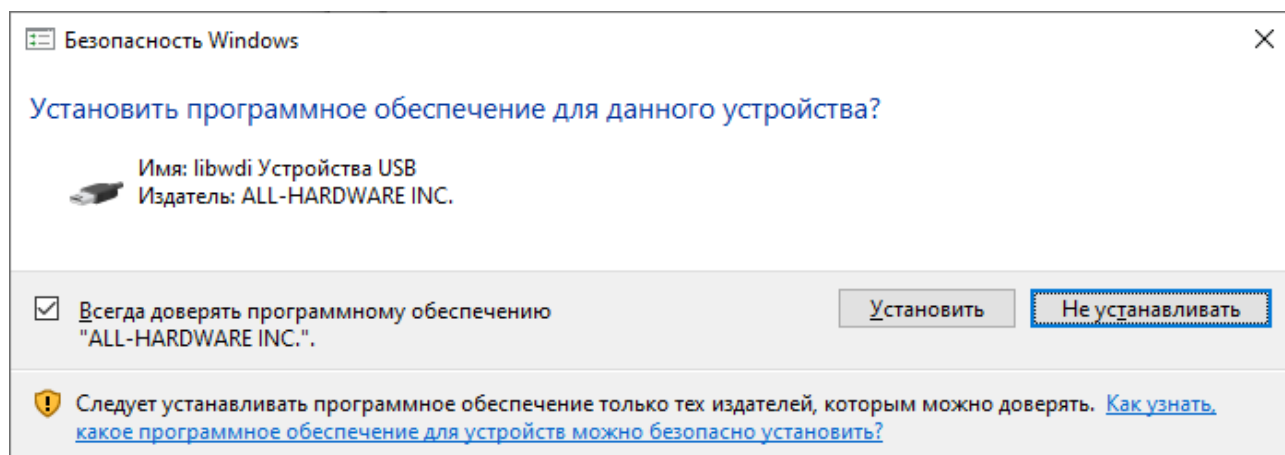 Безопасность Windows
Установить программное обеспечение для данного устройства?
Имя: libwdi Устройства USB
Издатель: ALL-HARDWARE INC.
Всегда доверять программному обеспечению
"ALL-HARDWARE INC.".
Установить
Не устанавливать
Следует устанавливать программное обеспечение только тех издателей, которым можно доверять. Как узнать,
какое программное обеспечение для устройств можно безопасно установить?